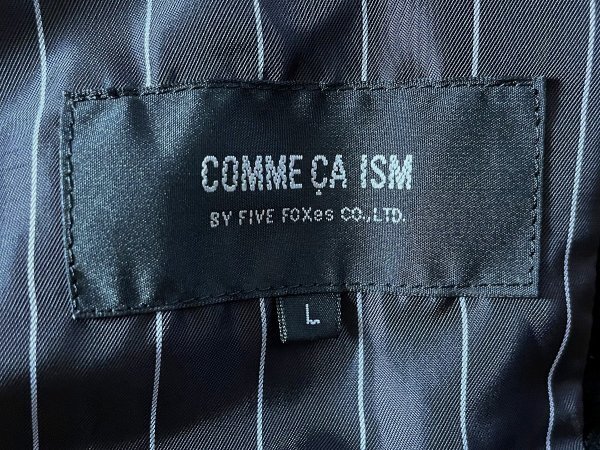 COMME ÇA ISM
BY FIVE FOXes CO.,LTD.
L